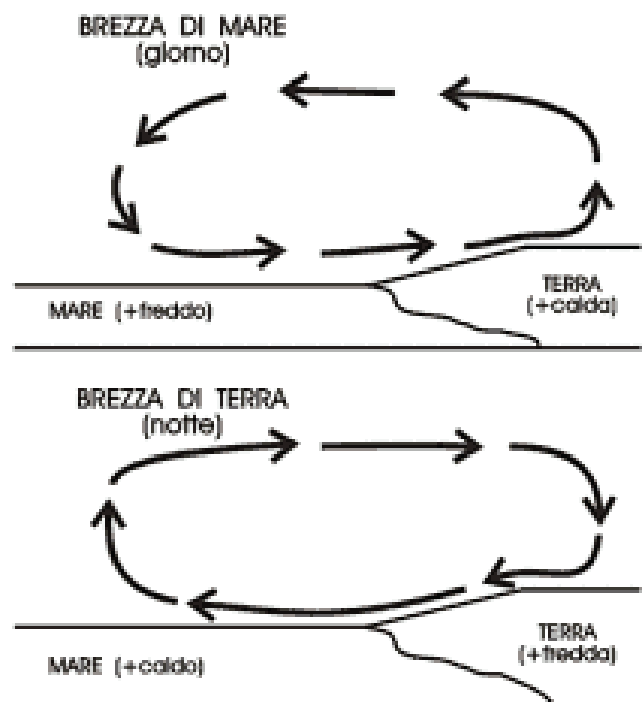 BREZZA DI MARE
(giorno)
MARE (+freddo)
TERRA
(+calda)
BREZZA DI TERRA
(notte)
MARE (+caldo)
TERRA
(+fredda)